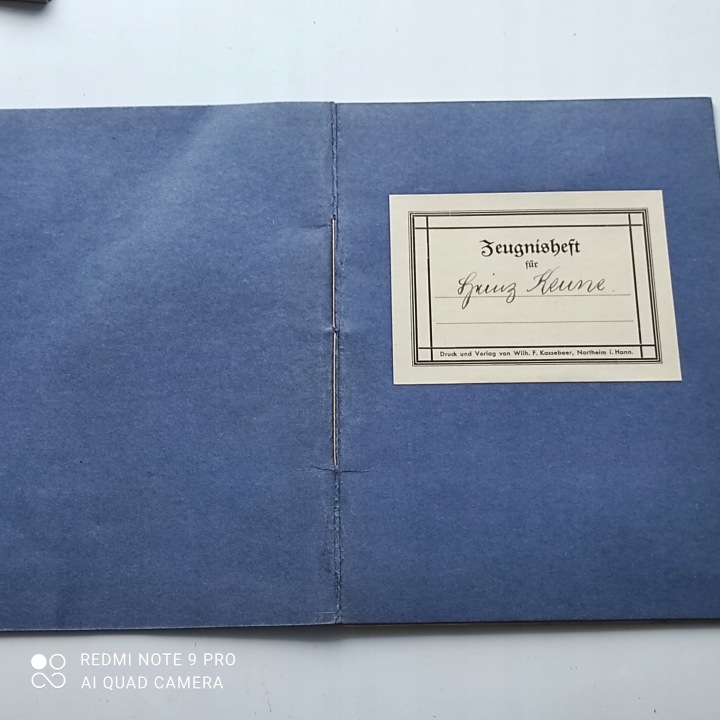 Zeugnisheft
für
Heinz Keune.
Druck und Verlag von Wilh. F. Kassebeer, Northeim i. Hann.
REDMI NOTE 9 PRO
AI QUAD CAMERA